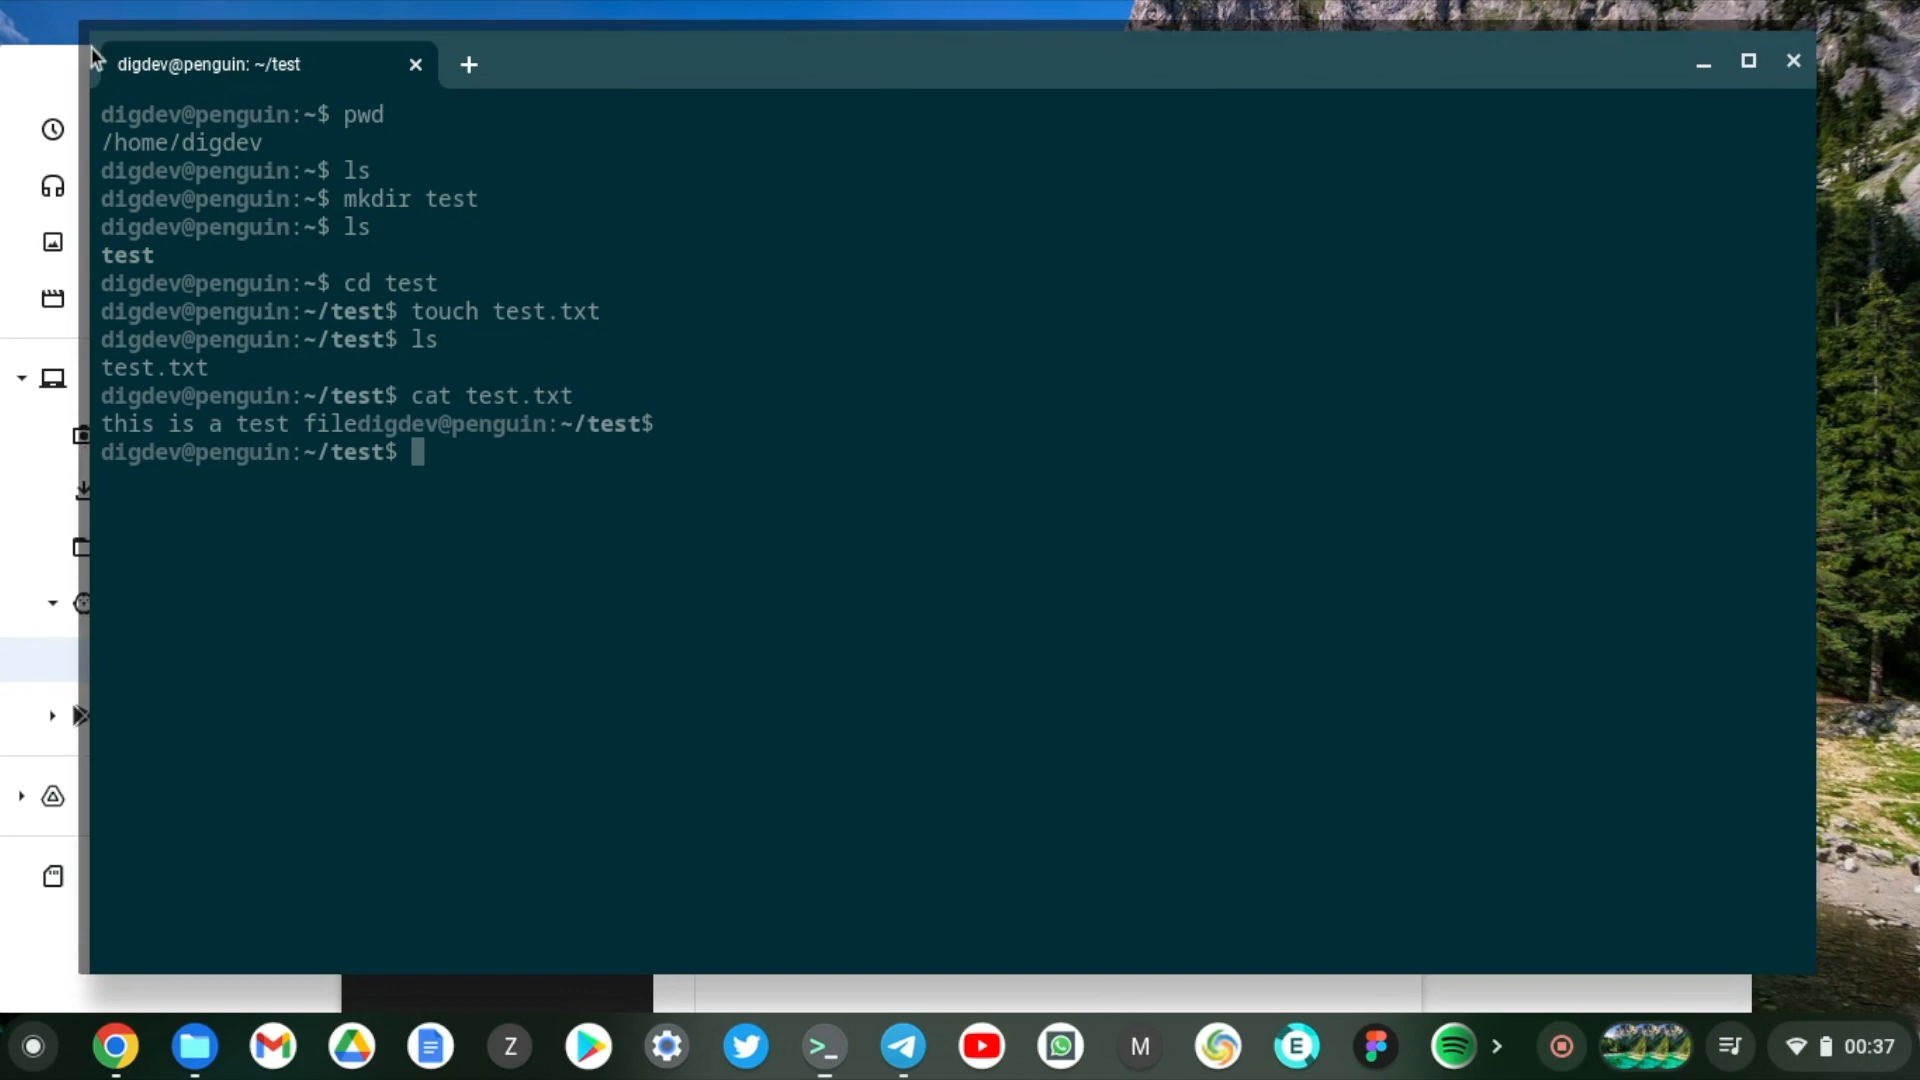 digdev@penguin: ~/test
digdev@penguin:~$ pwd
/home/digdev
digdev@penguin:~$ ls
digdev@penguin:~$ mkdir test
digdev@penguin:~$ ls
test
digdev@penguin:~$ cd test
digdev@penguin:~/test$ touch test.txt
digdev@penguin:~/test$ ls
test.txt
digdev@penguin:~/test$ cat test.txt
this is a test filedigdev@penguin:~/test$
digdev@penguin:~/test$
Z
>_
M
E
00:37